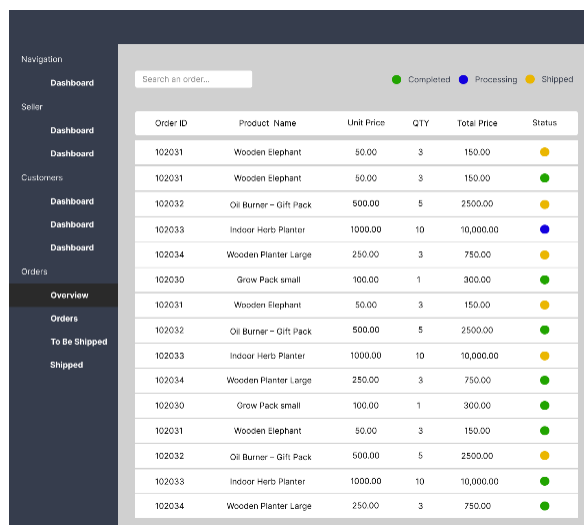 Navigation
Dashboard
Seller
Dashboard
Dashboard
Customers
Dashboard
Dashboard
Dashboard
Orders
Overview
Orders
To Be Shipped
Shipped
Search an order...
Completed Processing Shipped
Order ID Product Name Unit Price QTY Total Price Status
102031 Wooden Elephant 50.00 3 150.00
102031 Wooden Elephant 50.00 3 150.00
102032 Oil Burner – Gift Pack 500.00 5 2500.00
102033 Indoor Herb Planter 1000.00 10 10,000.00
102034 Wooden Planter Large 250.00 3 750.00
102030 Grow Pack small 100.00 1 300.00
102031 Wooden Elephant 50.00 3 150.00
102032 Oil Burner – Gift Pack 500.00 5 2500.00
102033 Indoor Herb Planter 1000.00 10 10,000.00
102034 Wooden Planter Large 250.00 3 750.00
102030 Grow Pack small 100.00 1 300.00
102031 Wooden Elephant 50.00 3 150.00
102032 Oil Burner – Gift Pack 500.00 5 2500.00
102033 Indoor Herb Planter 1000.00 10 10,000.00
102034 Wooden Planter Large 250.00 3 750.00